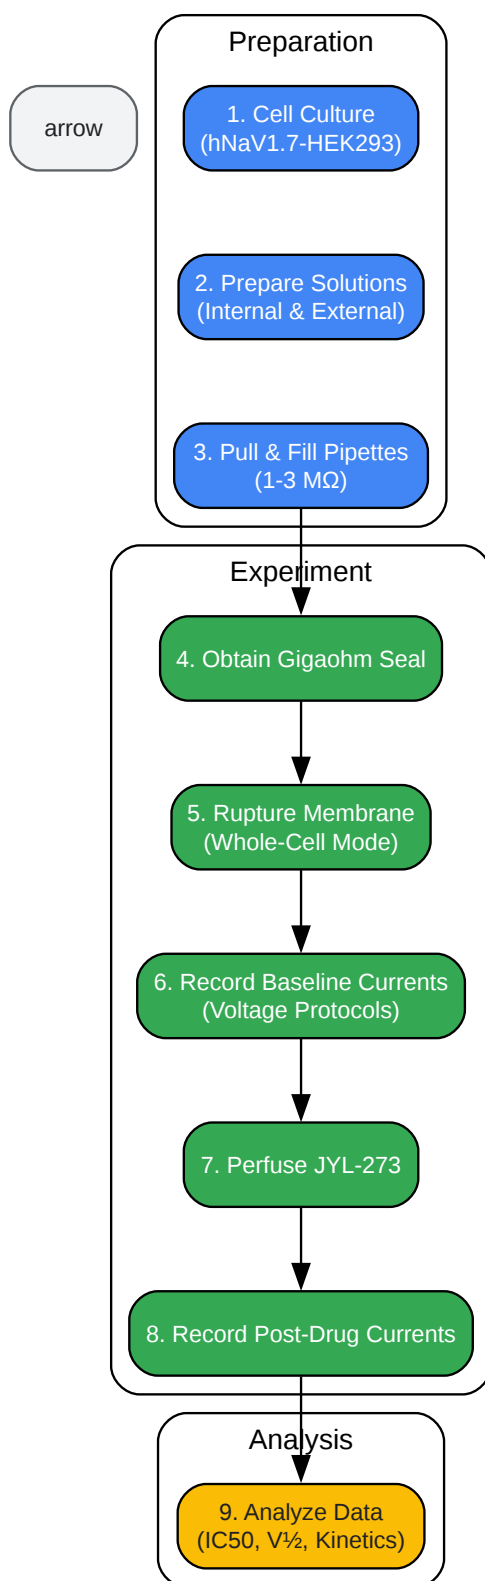 Preparation
arrow
1. Cell Culture
(hNaV1.7-HEK293)
2. Prepare Solutions
(Internal & External)
3. Pull & Fill Pipettes
(1-3 MΩ)
Experiment
4. Obtain Gigaohm Seal
5. Rupture Membrane
(Whole-Cell Mode)
6. Record Baseline Currents
(Voltage Protocols)
7. Perfuse JYL-273
8. Record Post-Drug Currents
Analysis
9. Analyze Data
(IC50, V½, Kinetics)